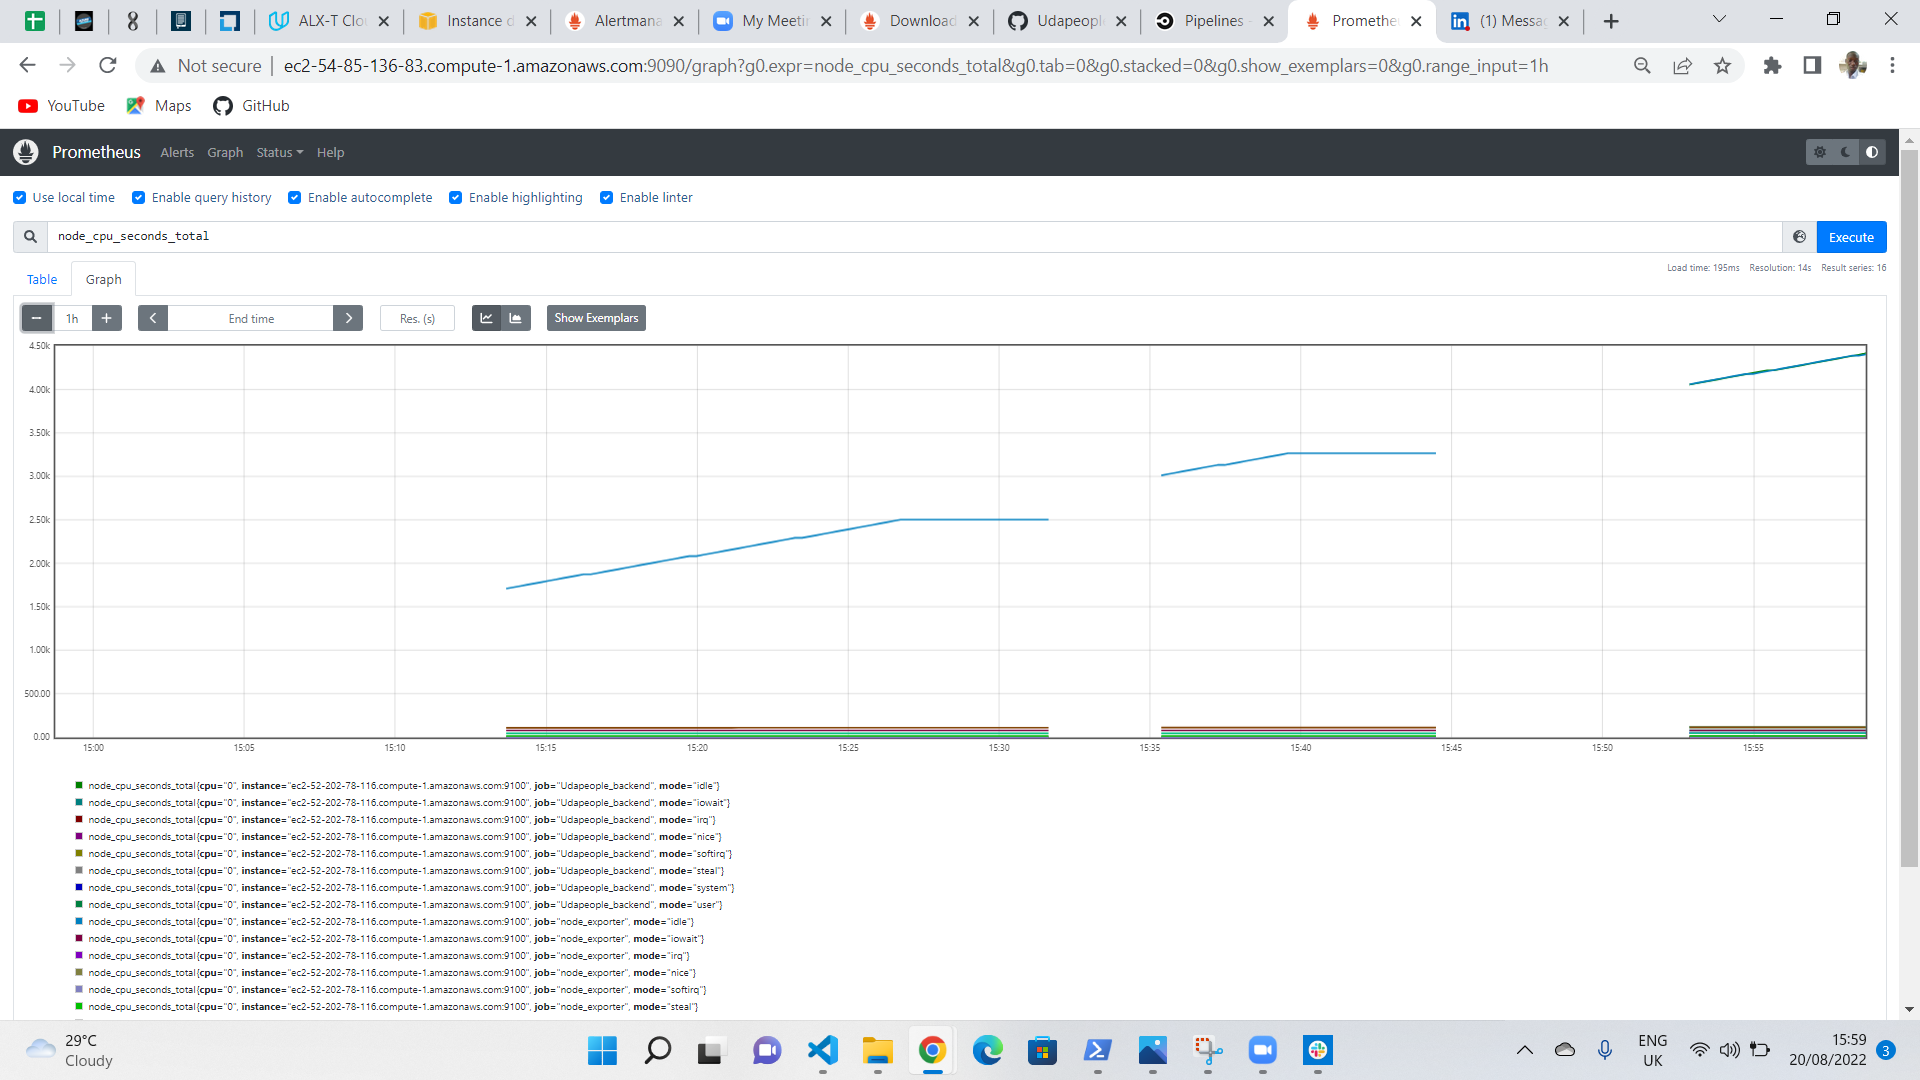 ALX-T Clo
Instance d
Alertmana
My Meetin
Download
Udapeople
Pipelines -
Promethe
(1) Messag
Not secure
ec2-54-85-136-83.compute-1.amazonaws.com:9090/graph?g0.expr=node_cpu_seconds_total&g0.tab=0&g0.stacked=0&g0.show_exemplars=0&g0.range_input=1h
YouTube Maps GitHub
Prometheus Alerts Graph Status Help
Use local time Enable query history Enable autocomplete Enable highlighting Enable linter
node_cpu_seconds_total
Execute
Table Graph
Load time: 195ms Resolution: 14s Result series: 16
− 1h + End time Res. (s) Show Exemplars
4.50k
4.00k
3.50k
3.00k
2.50k
2.00k
1.50k
1.00k
500.00
0.00
15:00 15:05 15:10 15:15 15:20 15:25 15:30 15:35 15:40 15:45 15:50 15:55
node_cpu_seconds_total{cpu="0", instance="ec2-52-202-78-116.compute-1.amazonaws.com:9100", job="Udapeople_backend", mode="idle"}
node_cpu_seconds_total{cpu="0", instance="ec2-52-202-78-116.compute-1.amazonaws.com:9100", job="Udapeople_backend", mode="iowait"}
node_cpu_seconds_total{cpu="0", instance="ec2-52-202-78-116.compute-1.amazonaws.com:9100", job="Udapeople_backend", mode="irq"}
node_cpu_seconds_total{cpu="0", instance="ec2-52-202-78-116.compute-1.amazonaws.com:9100", job="Udapeople_backend", mode="nice"}
node_cpu_seconds_total{cpu="0", instance="ec2-52-202-78-116.compute-1.amazonaws.com:9100", job="Udapeople_backend", mode="softirq"}
node_cpu_seconds_total{cpu="0", instance="ec2-52-202-78-116.compute-1.amazonaws.com:9100", job="Udapeople_backend", mode="steal"}
node_cpu_seconds_total{cpu="0", instance="ec2-52-202-78-116.compute-1.amazonaws.com:9100", job="Udapeople_backend", mode="system"}
node_cpu_seconds_total{cpu="0", instance="ec2-52-202-78-116.compute-1.amazonaws.com:9100", job="Udapeople_backend", mode="user"}
node_cpu_seconds_total{cpu="0", instance="ec2-52-202-78-116.compute-1.amazonaws.com:9100", job="node_exporter", mode="idle"}
node_cpu_seconds_total{cpu="0", instance="ec2-52-202-78-116.compute-1.amazonaws.com:9100", job="node_exporter", mode="iowait"}
node_cpu_seconds_total{cpu="0", instance="ec2-52-202-78-116.compute-1.amazonaws.com:9100", job="node_exporter", mode="irq"}
node_cpu_seconds_total{cpu="0", instance="ec2-52-202-78-116.compute-1.amazonaws.com:9100", job="node_exporter", mode="nice"}
node_cpu_seconds_total{cpu="0", instance="ec2-52-202-78-116.compute-1.amazonaws.com:9100", job="node_exporter", mode="softirq"}
node_cpu_seconds_total{cpu="0", instance="ec2-52-202-78-116.compute-1.amazonaws.com:9100", job="node_exporter", mode="steal"}
29°C
Cloudy
ENG
UK
15:59
20/08/2022
3